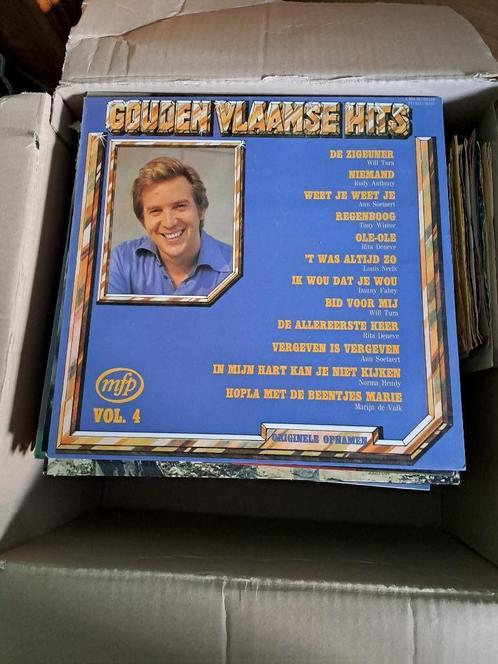 GOUDEN VLAAMSE HITS
DE ZIGEUNER
Will Tura
NIEMAND
Rudy Anthony
WEET JE WEET JE
Ann Soetaert
REGENBOOG
Tony Winter
OLE-OLE
Rita Deneve
'T WAS ALTIJD ZO
Louis Neefs
IK WOU DAT JE WOU
Danny Fabry
BID VOOR MIJ
Will Tura
DE ALLEREERSTE KEER
Rita Deneve
VERGEVEN IS VERGEVEN
Ann Soetaert
IN MIJN HART KAN JE NIET KIJKEN
Norma Hendy
HOPLA MET DE BEENTJES MARIE
Marijn de Valk
mfp
VOL. 4
ORIGINELE OPNAMEN